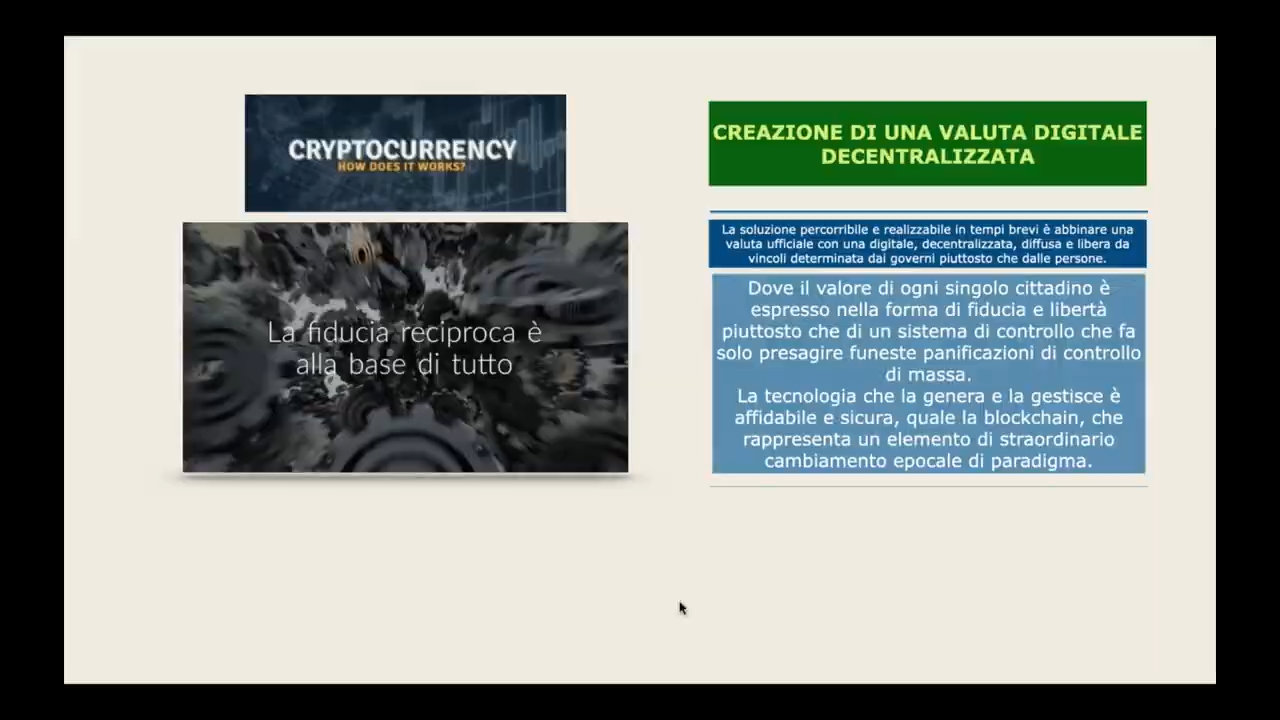 CRYPTOCURRENCY
HOW DOES IT WORKS?
La fiducia reciproca è
alla base di tutto
CREAZIONE DI UNA VALUTA DIGITALE
DECENTRALIZZATA
La soluzione percorribile e realizzabile in tempi brevi è abbinare una
valuta ufficiale con una digitale, decentralizzata, diffusa e libera da
vincoli determinata dai governi piuttosto che dalle persone.
Dove il valore di ogni singolo cittadino è
espresso nella forma di fiducia e libertà
piuttosto che di un sistema di controllo che fa
solo presagire funeste panificazioni di controllo
di massa.
La tecnologia che la genera e la gestisce è
affidabile e sicura, quale la blockchain, che
rappresenta un elemento di straordinario
cambiamento epocale di paradigma.